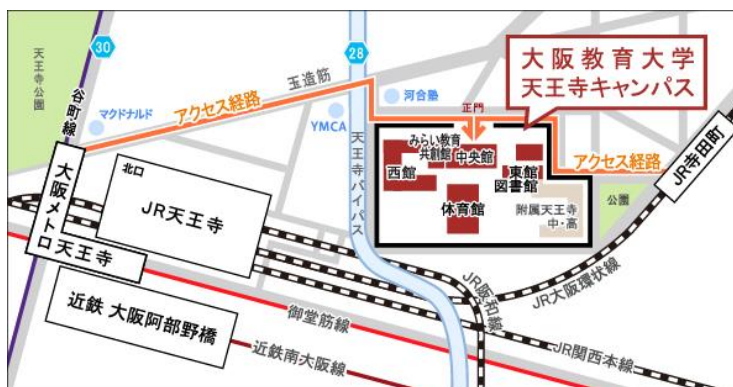 天王寺公園
30
谷町線
マクドナルド
アクセス経路
玉造筋
28
YMCA
河合塾
正門
大阪教育大学
天王寺キャンパス
みらい教育
共創館
中央館
西館
東館
図書館
体育館
附属天王寺
中・高
公園
アクセス経路
JR寺田町
天王寺バイパス
北口
JR天王寺
大阪メトロ
天王寺
近鉄 大阪阿部野橋
御堂筋線
近鉄南大阪線
JR阪和線
JR大阪環状線
JR関西本線